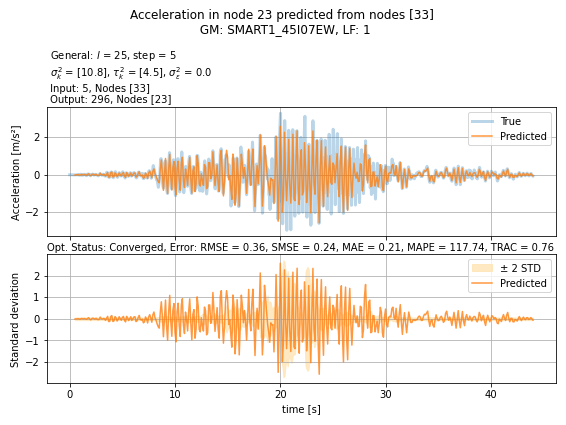 Acceleration in node 23 predicted from nodes [33]
GM: SMART1_45I07EW, LF: 1
General: l = 25, step = 5
σ²ₖ = [10.8], τ²ₖ = [4.5], σ²ε = 0.0
Input: 5, Nodes [33]
Output: 296, Nodes [23]
Acceleration [m/s²]
2
0
−2
True
Predicted
Opt. Status: Converged, Error: RMSE = 0.36, SMSE = 0.24, MAE = 0.21, MAPE = 117.74, TRAC = 0.76
Standard deviation
2
1
0
−1
−2
± 2 STD
Predicted
0 10 20 30 40
time [s]